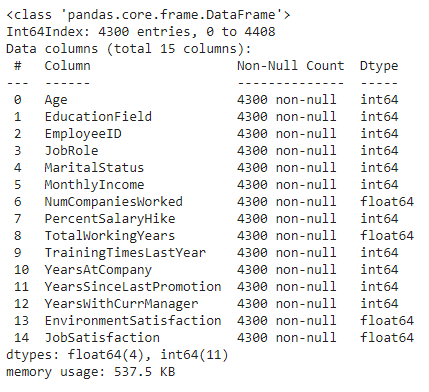 <class 'pandas.core.frame.DataFrame'>
Int64Index: 4300 entries, 0 to 4408
Data columns (total 15 columns):
 #   Column                   Non-Null Count  Dtype
---  ------                   --------------  -----
 0   Age                      4300 non-null   int64
 1   EducationField           4300 non-null   int64
 2   EmployeeID               4300 non-null   int64
 3   JobRole                  4300 non-null   int64
 4   MaritalStatus            4300 non-null   int64
 5   MonthlyIncome            4300 non-null   int64
 6   NumCompaniesWorked       4300 non-null   float64
 7   PercentSalaryHike        4300 non-null   int64
 8   TotalWorkingYears        4300 non-null   float64
 9   TrainingTimesLastYear    4300 non-null   int64
 10  YearsAtCompany           4300 non-null   int64
 11  YearsSinceLastPromotion  4300 non-null   int64
 12  YearsWithCurrManager     4300 non-null   int64
 13  EnvironmentSatisfaction  4300 non-null   float64
 14  JobSatisfaction          4300 non-null   float64
dtypes: float64(4), int64(11)
memory usage: 537.5 KB